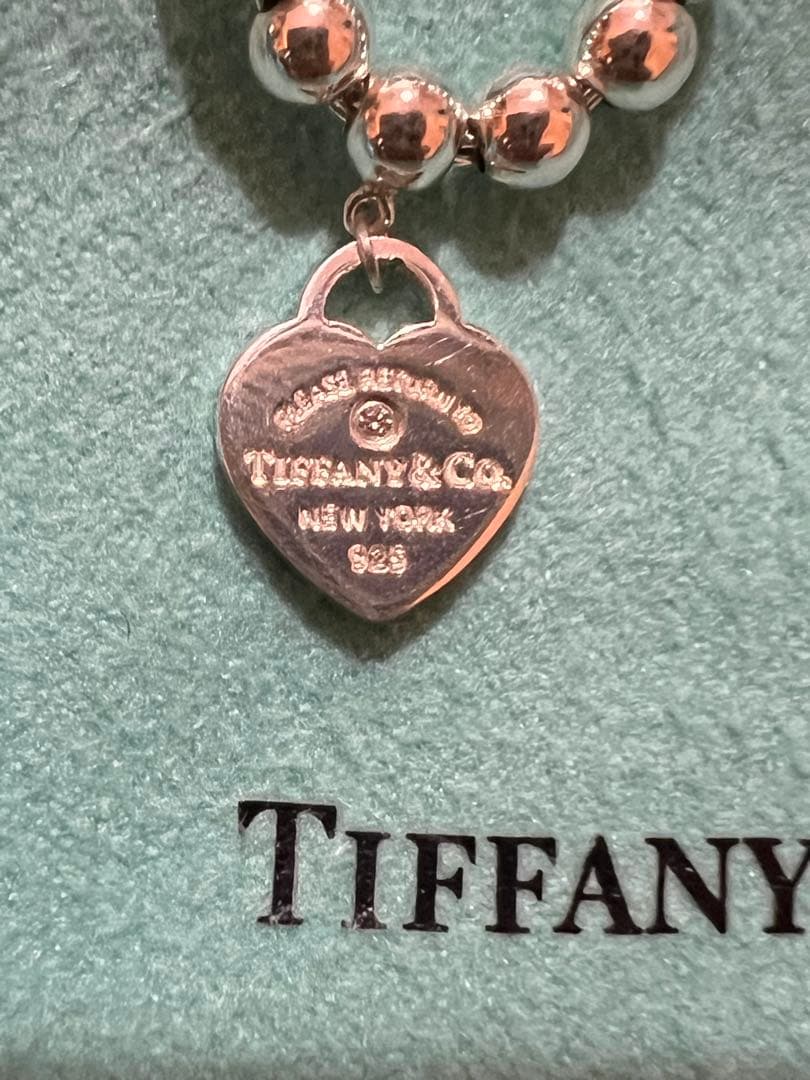 PLEASE RETURN TO
TIFFANY & CO.
NEW YORK
925
TIFFANY